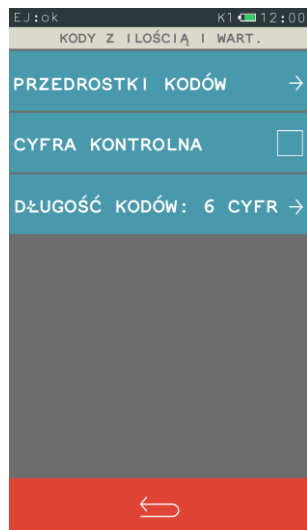 EJ:ok K1 12:00
KODY Z ILOŚCIĄ I WART.
PRZEDROSTKI KODÓW
CYFRA KONTROLNA
DŁUGOŚĆ KODÓW: 6 CYFR